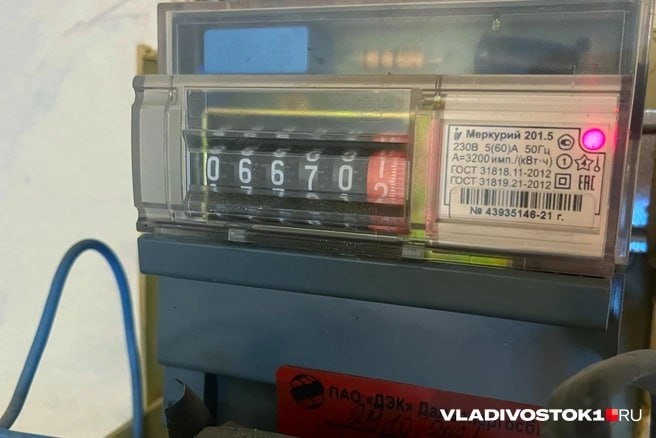 06670
Меркурий 201.5
230В 5(60)А 50Гц
А=3200 имп./(кВт·ч)
ГОСТ 31818.11-2012
ГОСТ 31819.21-2012
ЕАС
№ 43935146-21 г.
ПАО «ДЭК»
VLADIVOSTOK1.RU